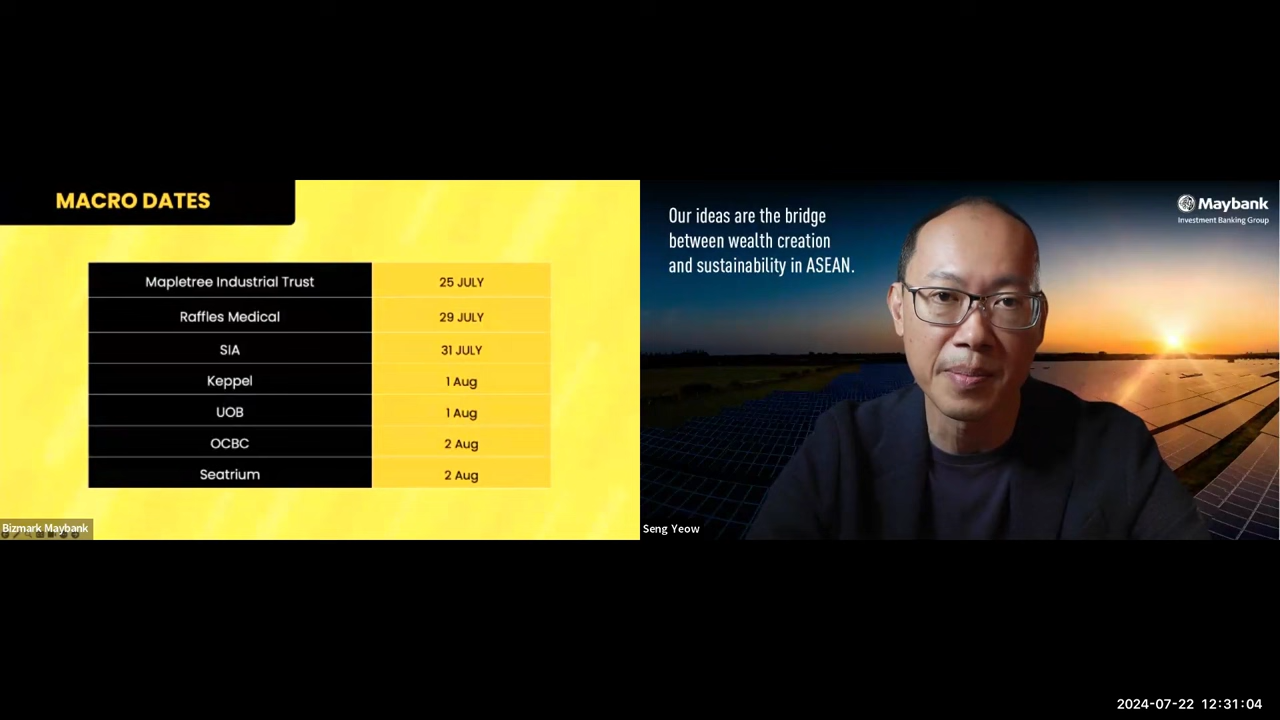 MACRO DATES
Mapletree Industrial Trust 25 JULY
Raffles Medical 29 JULY
SIA 31 JULY
Keppel 1 Aug
UOB 1 Aug
OCBC 2 Aug
Seatrium 2 Aug
Bizmark Maybank
Our ideas are the bridge
between wealth creation
and sustainability in ASEAN.
Maybank
Investment Banking Group
Seng Yeow
2024-07-22 12:31:04